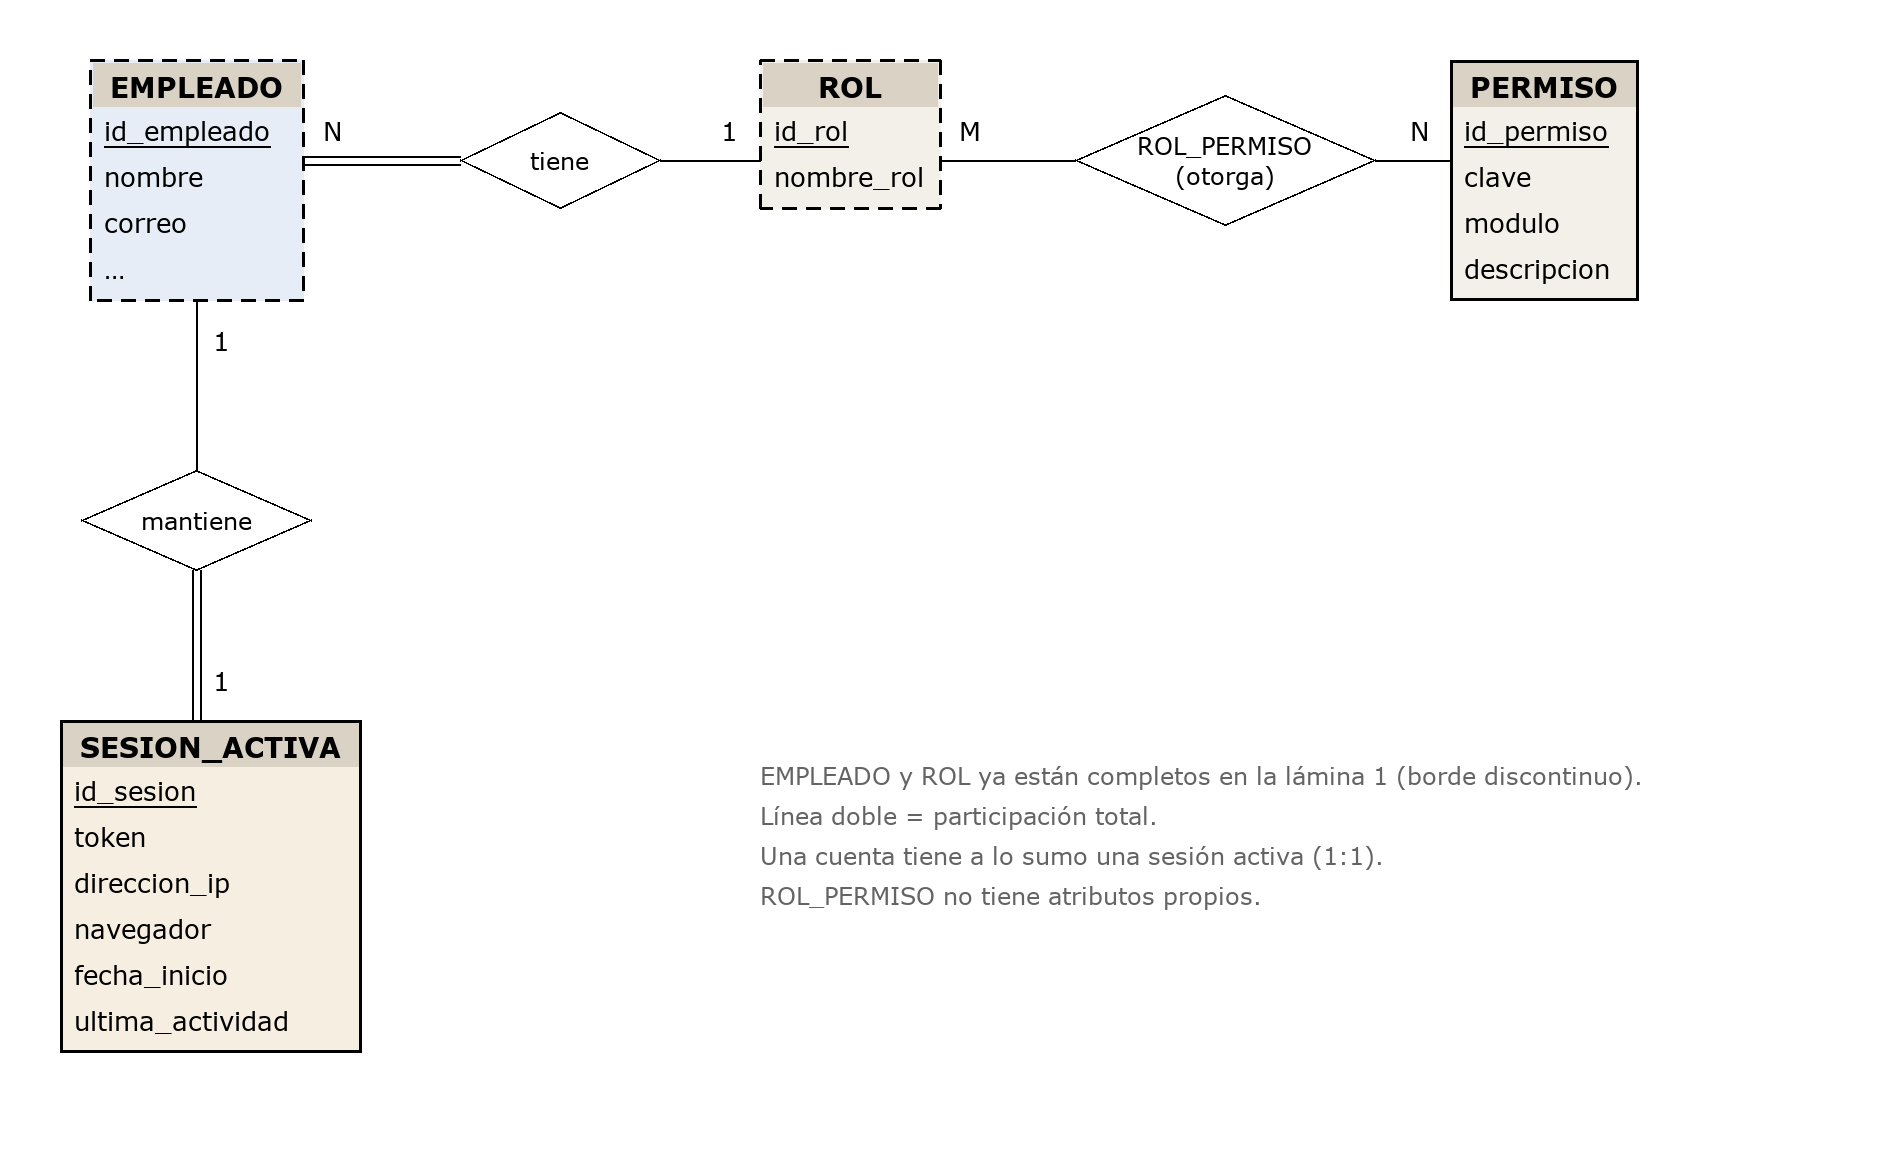 EMPLEADO
id_empleado
nombre
correo
...
N
tiene
1
ROL
id_rol
nombre_rol
M
ROL_PERMISO
(otorga)
N
PERMISO
id_permiso
clave
modulo
descripcion
1
mantiene
1
SESION_ACTIVA
id_sesion
token
direccion_ip
navegador
fecha_inicio
ultima_actividad
EMPLEADO y ROL ya están completos en la lámina 1 (borde discontinuo).
Línea doble = participación total.
Una cuenta tiene a lo sumo una sesión activa (1:1).
ROL_PERMISO no tiene atributos propios.